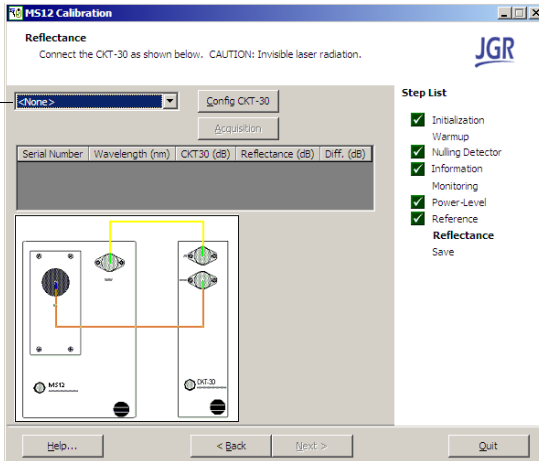 MS12 Calibration
Reflectance
Connect the CKT-30 as shown below. CAUTION: Invisible laser radiation.
JGR
<None>
Config CKT-30
Acquisition
Serial Number Wavelength (nm) CKT30 (dB) Reflectance (dB) Diff. (dB)
MS12
CKT-30
Step List
Initialization
Warmup
Nulling Detector
Information
Monitoring
Power-Level
Reference
Reflectance
Save
Help...
< Back
Next >
Quit